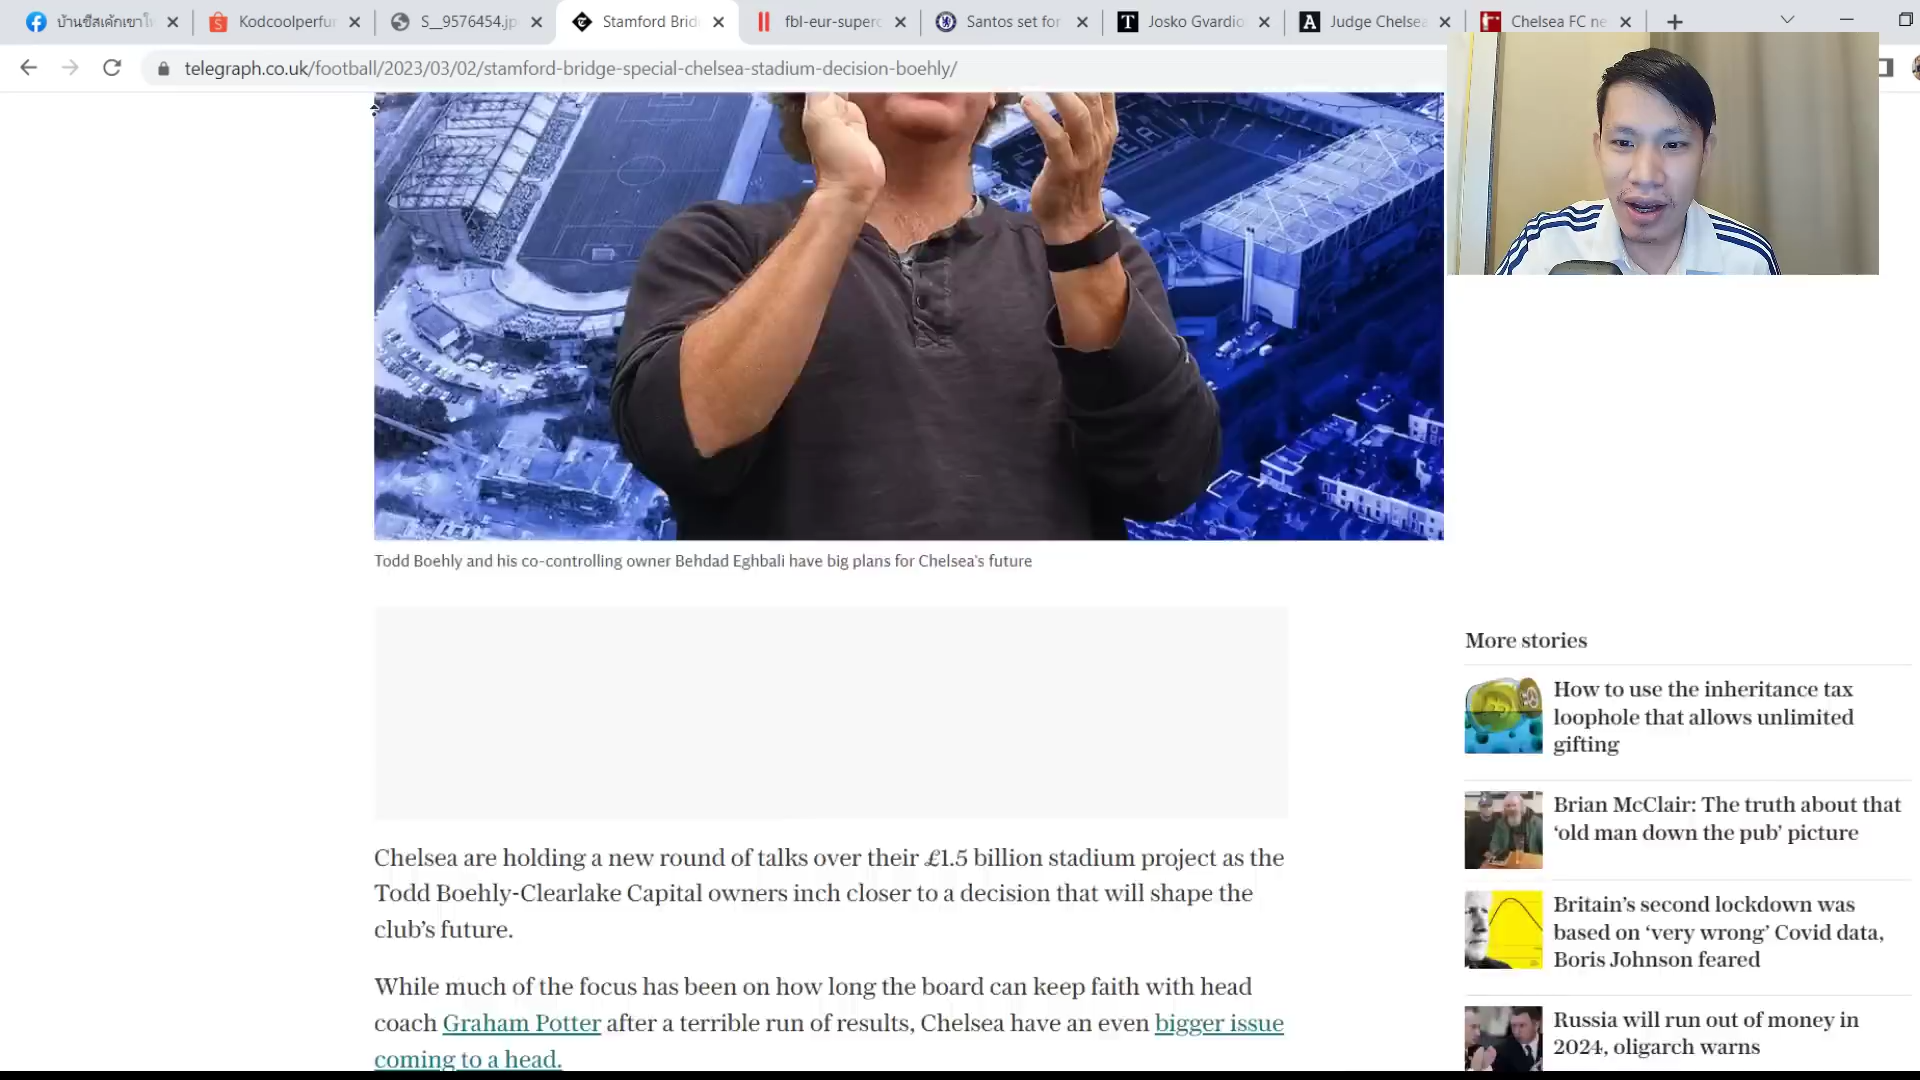 บ้านชีสเค้กเขาใ
Kodcoolperfu
S__9576454.jp
Stamford Brid
fbl-eur-superc
Santos set for
Josko Gvardio
Judge Chelsea
Chelsea FC ne
telegraph.co.uk/football/2023/03/02/stamford-bridge-special-chelsea-stadium-decision-boehly/
Todd Boehly and his co-controlling owner Behdad Eghbali have big plans for Chelsea's future
Chelsea are holding a new round of talks over their £1.5 billion stadium project as the
Todd Boehly-Clearlake Capital owners inch closer to a decision that will shape the
club's future.
While much of the focus has been on how long the board can keep faith with head
coach Graham Potter after a terrible run of results, Chelsea have an even bigger issue
coming to a head.
More stories
How to use the inheritance tax
loophole that allows unlimited
gifting
Brian McClair: The truth about that
‘old man down the pub’ picture
Britain’s second lockdown was
based on ‘very wrong’ Covid data,
Boris Johnson feared
Russia will run out of money in
2024, oligarch warns